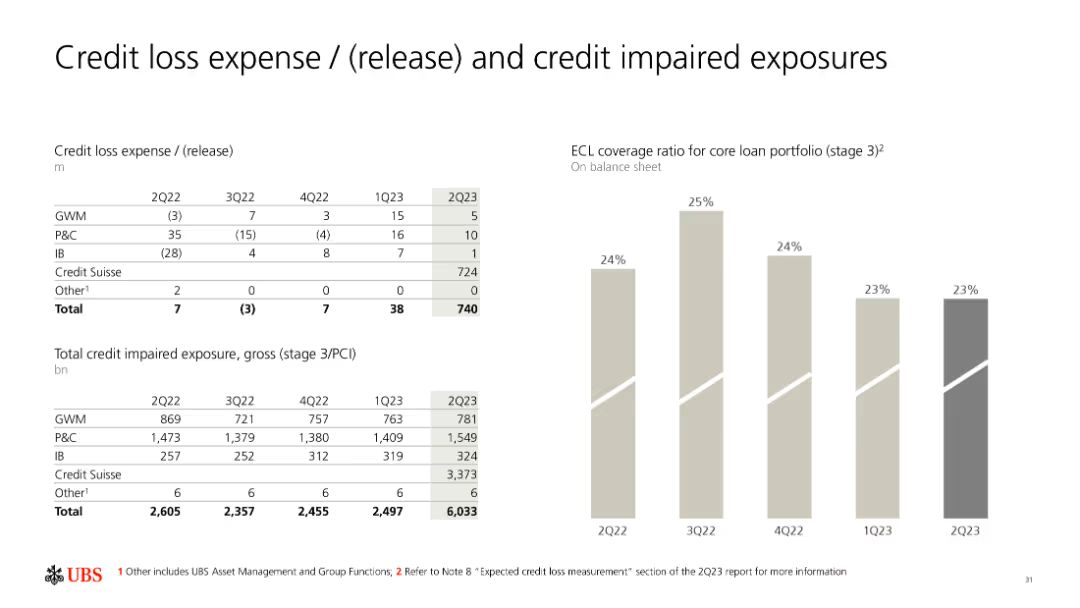 Credit loss expense / (release) and credit impaired exposures
Credit loss expense / (release)
m
2Q22 3Q22 4Q22 1Q23 2Q23
GWM (3) 7 3 15 5
P&C 35 (15) (4) 16 10
IB (28) 4 8 7 1
Credit Suisse 724
Other1 2 0 0 0 0
Total 7 (3) 7 38 740
Total credit impaired exposure, gross (stage 3/PCI)
bn
2Q22 3Q22 4Q22 1Q23 2Q23
GWM 869 721 757 763 781
P&C 1,473 1,379 1,380 1,409 1,549
IB 257 252 312 319 324
Credit Suisse 3,373
Other1 6 6 6 6 6
Total 2,605 2,357 2,455 2,497 6,033
ECL coverage ratio for core loan portfolio (stage 3)2
On balance sheet
24% 25% 24% 23% 23%
2Q22 3Q22 4Q22 1Q23 2Q23
UBS
1 Other includes UBS Asset Management and Group Functions; 2 Refer to Note 8 "Expected credit loss measurement" section of the 2Q23 report for more information
31